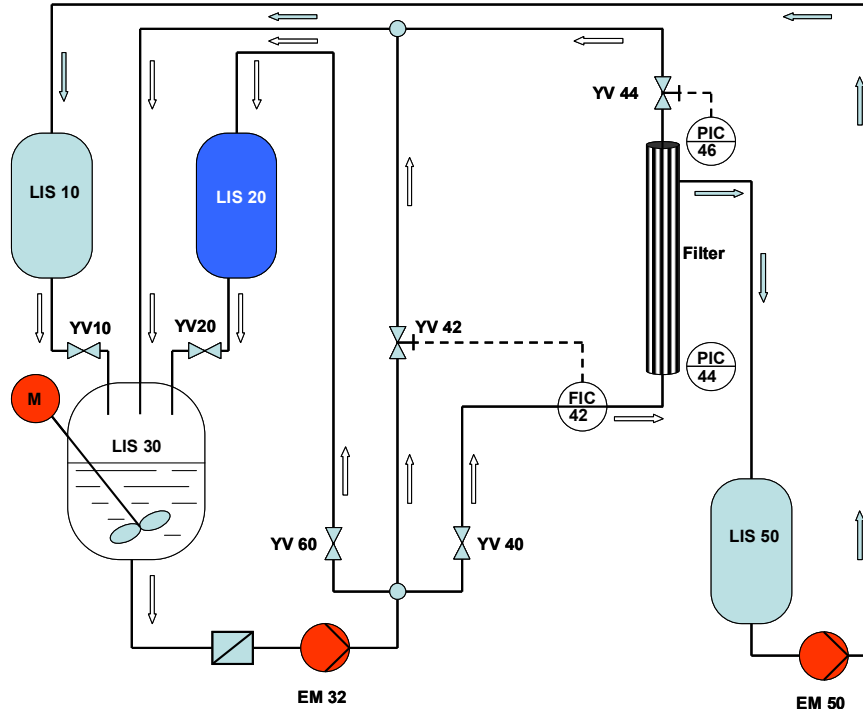 YV 44
PIC
46
LIS 10
LIS 20
Filter
YV10
YV20
YV 42
PIC
44
M
FIC
42
LIS 30
YV 60
YV 40
LIS 50
EM 32
EM 50